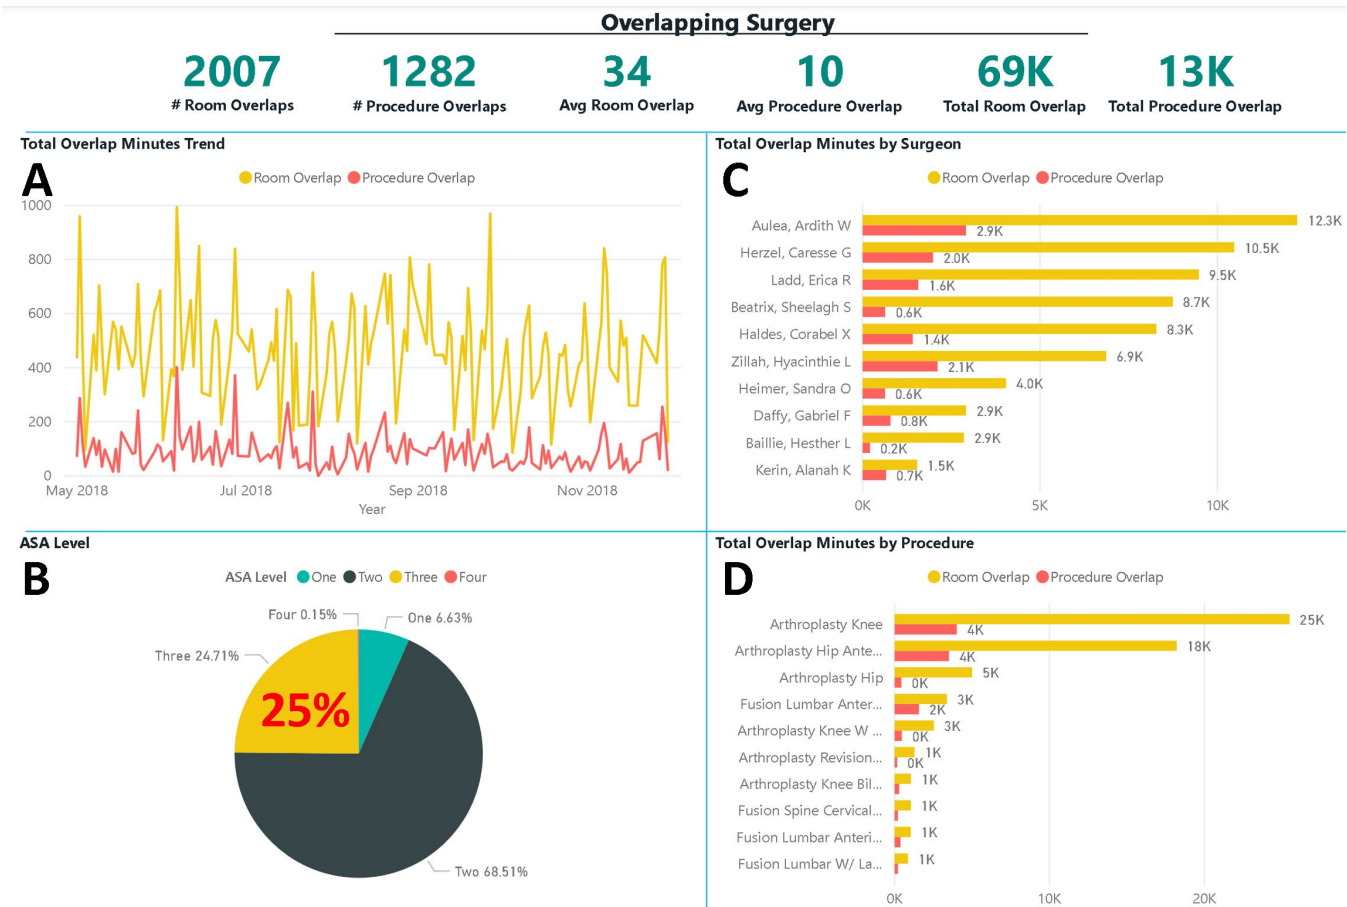 Overlapping Surgery
2007 1282 34 10 69K 13K
# Room Overlaps # Procedure Overlaps Avg Room Overlap Avg Procedure Overlap Total Room Overlap Total Procedure Overlap
Total Overlap Minutes Trend
A
Room Overlap Procedure Overlap
1000
800
600
400
200
0
May 2018 Jul 2018 Sep 2018 Nov 2018
Year
Total Overlap Minutes by Surgeon
C
Room Overlap Procedure Overlap
Aulea, Ardith W 12.3K
2.9K
Herzel, Caresse G 10.5K
2.0K
Ladd, Erica R 9.5K
1.6K
Beatrix, Sheelagh S 8.7K
0.6K
Haldes, Corabel X 8.3K
1.4K
Zillah, Hyacinthie L 6.9K
2.1K
Heimer, Sandra O 4.0K
0.6K
Daffy, Gabriel F 2.9K
0.8K
Baillie, Hesther L 2.9K
0.2K
Kerin, Alanah K 1.5K
0.7K
0K 5K 10K
ASA Level
B
ASA Level One Two Three Four
Four 0.15%
One 6.63%
Three 24.71%
25%
Two 68.51%
Total Overlap Minutes by Procedure
D
Room Overlap Procedure Overlap
Arthroplasty Knee 25K
4K
Arthroplasty Hip Ante... 18K
4K
Arthroplasty Hip 5K
0K
Fusion Lumbar Anter... 3K
2K
Arthroplasty Knee W ... 3K
0K
Arthroplasty Revision... 1K
0K
Arthroplasty Knee Bil... 1K
Fusion Spine Cervical... 1K
Fusion Lumbar Anteri... 1K
Fusion Lumbar W/ La... 1K
0K 10K 20K